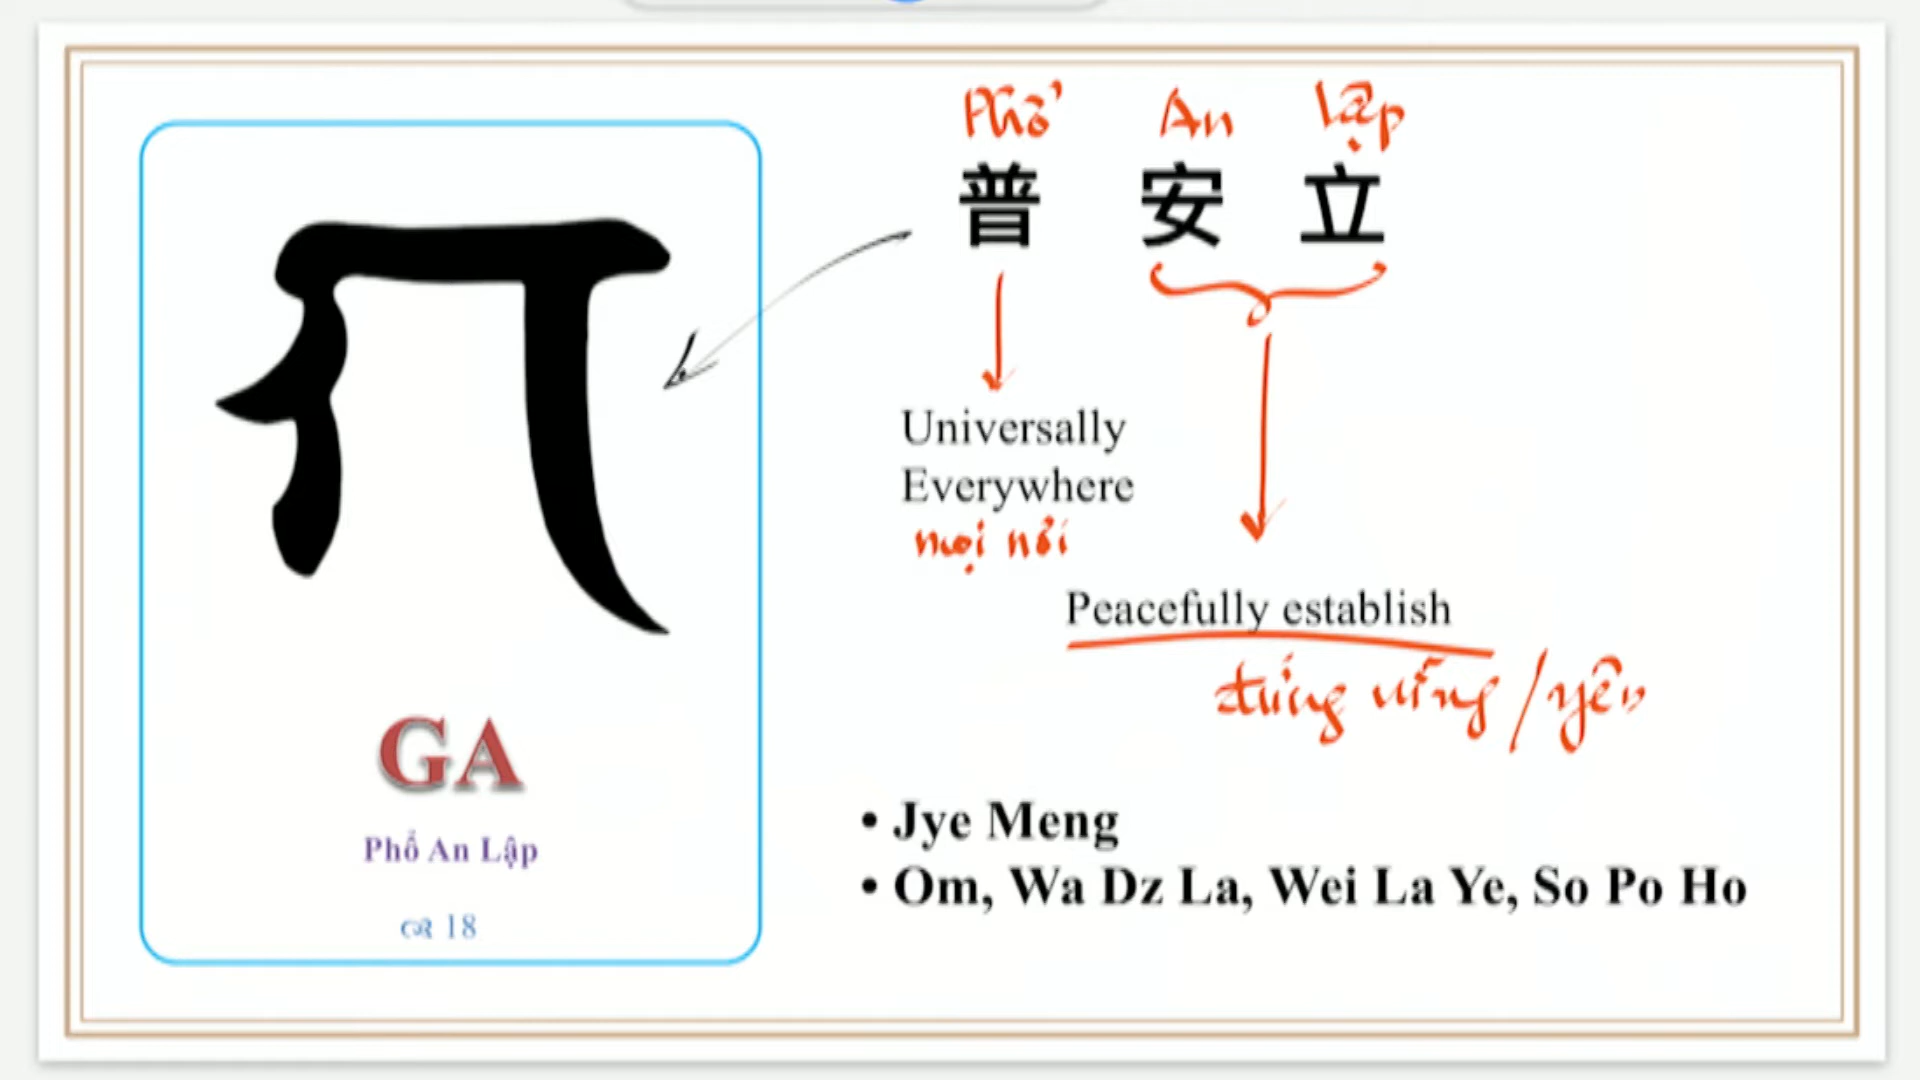 Phổ An Lập
普 安 立
Universally
Everywhere
mọi nơi
Peacefully establish
đứng vững / yên
GA
Phổ An Lập
18
• Jye Meng
• Om, Wa Dz La, Wei La Ye, So Po Ho